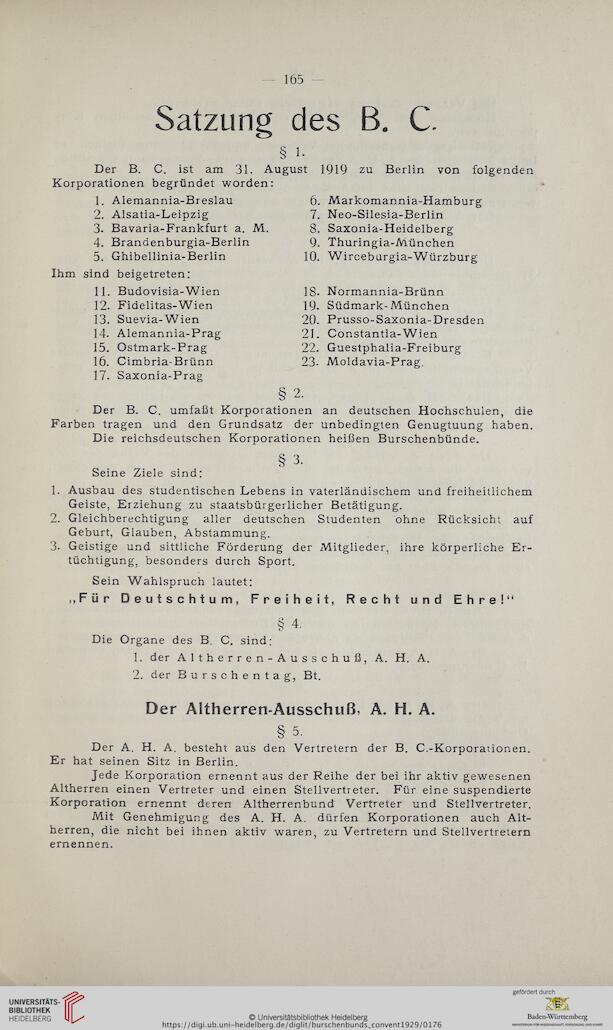 — 165 —
Satzung des B. C.
§ 1.
Der B. C. ist am 31. August 1919 zu Berlin von folgenden
Korporationen begründet worden:
1. Alemannia-Breslau
2. Alsatia-Leipzig
3. Bavaria-Frankfurt a. M.
4. Brandenburgia-Berlin
5. Ghibellinia-Berlin
6. Markomannia-Hamburg
7. Neo-Silesia-Berlin
8. Saxonia-Heidelberg
9. Thuringia-München
10. Wirceburgia-Würzburg
Ihm sind beigetreten:
11. Budovisia-Wien
12. Fidelitas-Wien
13. Suevia-Wien
14. Alemannia-Prag
15. Ostmark-Prag
16. Cimbria-Brünn
17. Saxonia-Prag
18. Normannia-Brünn
19. Südmark-München
20. Prusso-Saxonia-Dresden
21. Constantia-Wien
22. Guestphalia-Freiburg
23. Moldavia-Prag.
§ 2.
Der B. C. umfaßt Korporationen an deutschen Hochschulen, die
Farben tragen und den Grundsatz der unbedingten Genugtuung haben.
Die reichsdeutschen Korporationen heißen Burschenbünde.
§ 3.
Seine Ziele sind:
1. Ausbau des studentischen Lebens in vaterländischem und freiheitlichem
Geiste, Erziehung zu staatsbürgerlicher Betätigung.
2. Gleichberechtigung aller deutschen Studenten ohne Rücksicht auf
Geburt, Glauben, Abstammung.
3. Geistige und sittliche Förderung der Mitglieder, ihre körperliche Er-
tüchtigung, besonders durch Sport.
Sein Wahlspruch lautet:
„Für Deutschtum, Freiheit, Recht und Ehre!“
§ 4.
Die Organe des B. C. sind:
1. der Altherren-Ausschuß, A. H. A.
2. der Burschentag, Bt.
Der Altherren-Ausschuß, A. H. A.
§ 5.
Der A. H. A. besteht aus den Vertretern der B. C.-Korporationen.
Er hat seinen Sitz in Berlin.
Jede Korporation ernennt aus der Reihe der bei ihr aktiv gewesenen
Altherren einen Vertreter und einen Stellvertreter. Für eine suspendierte
Korporation ernennt deren Altherrenbund Vertreter und Stellvertreter.
Mit Genehmigung des A. H. A. dürfen Korporationen auch Alt-
herren, die nicht bei ihnen aktiv waren, zu Vertretern und Stellvertretern
ernennen.
UNIVERSITÄTS-
BIBLIOTHEK
HEIDELBERG
© Universitätsbibliothek Heidelberg
https://digi.ub.uni-heidelberg.de/diglit/burschenbunds_convent1929/0176
gefördert durch
Baden-Württemberg
MINISTERIUM FÜR WISSENSCHAFT, FORSCHUNG UND KUNST